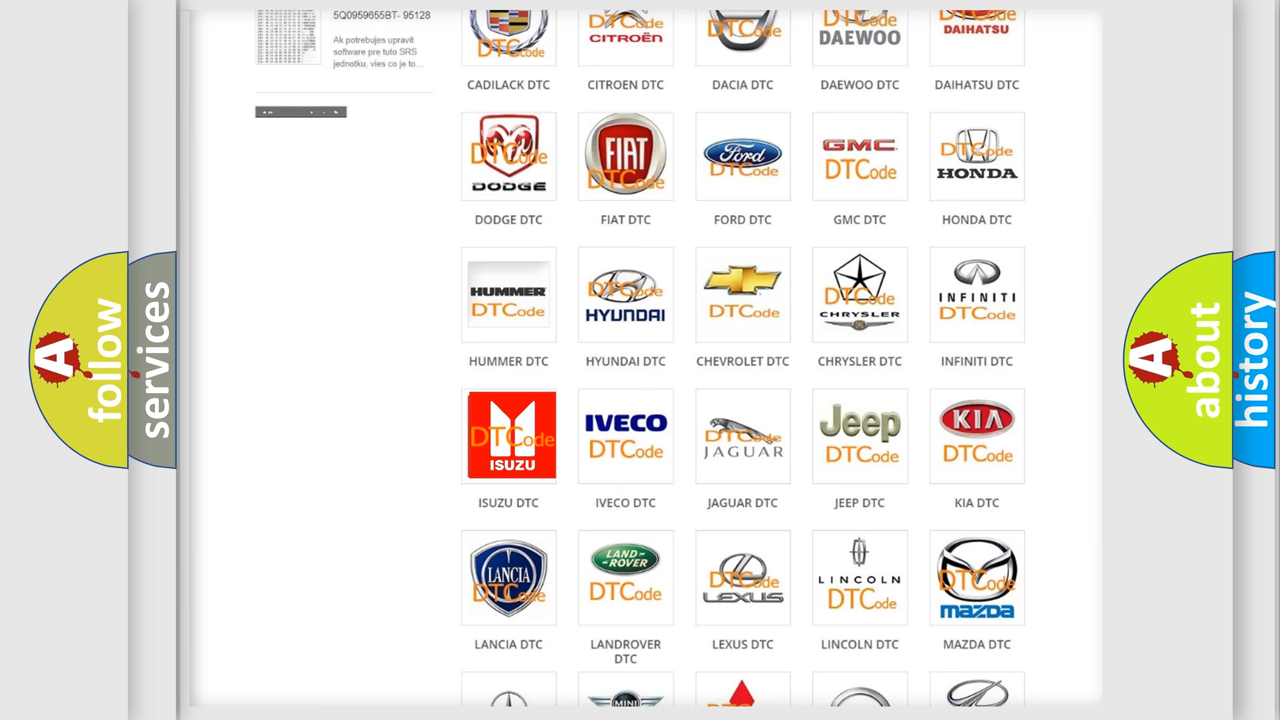 5Q0959655BT- 95128
Ak potrebujes upravit
software pre tuto SRS
jednotku, vies co je to...
DTCode
DTCode
CITROËN
DTCode
DTCode
DAEWOO
DTCode
DAIHATSU
CADILACK DTC
CITROEN DTC
DACIA DTC
DAEWOO DTC
DAIHATSU DTC
DTCode
DODGE
FIAT
DTCode
Ford
DTCode
GMC
DTCode
DTCode
HONDA
DODGE DTC
FIAT DTC
FORD DTC
GMC DTC
HONDA DTC
HUMMER
DTCode
DTCode
HYUNDAI
DTCode
DTCode
CHRYSLER
INFINITI
DTCode
HUMMER DTC
HYUNDAI DTC
CHEVROLET DTC
CHRYSLER DTC
INFINITI DTC
DTCode
ISUZU
IVECO
DTCode
DTCode
JAGUAR
Jeep
DTCode
KIA
DTCode
ISUZU DTC
IVECO DTC
JAGUAR DTC
JEEP DTC
KIA DTC
LANCIA
DTCode
LAND-
-ROVER
DTCode
DTCode
LEXUS
LINCOLN
DTCode
DTCode
mazda
LANCIA DTC
LANDROVER
DTC
LEXUS DTC
LINCOLN DTC
MAZDA DTC
MINI
A
follow
services
A
about
history